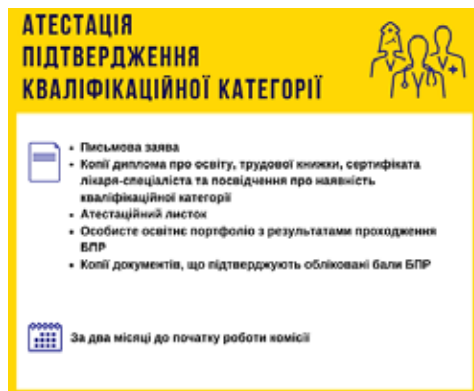 АТЕСТАЦІЯ
ПІДТВЕРДЖЕННЯ
КВАЛІФІКАЦІЙНОЇ КАТЕГОРІЇ
• Письмова заява
• Копії диплома про освіту, трудової книжки, сертифіката
лікаря-спеціаліста та посвідчення про наявність
кваліфікаційної категорії
• Атестаційний листок
• Особисте освітнє портфоліо з результатами проходження
БПР
• Копії документів, що підтверджують обліковані бали БПР
За два місяці до початку роботи комісії